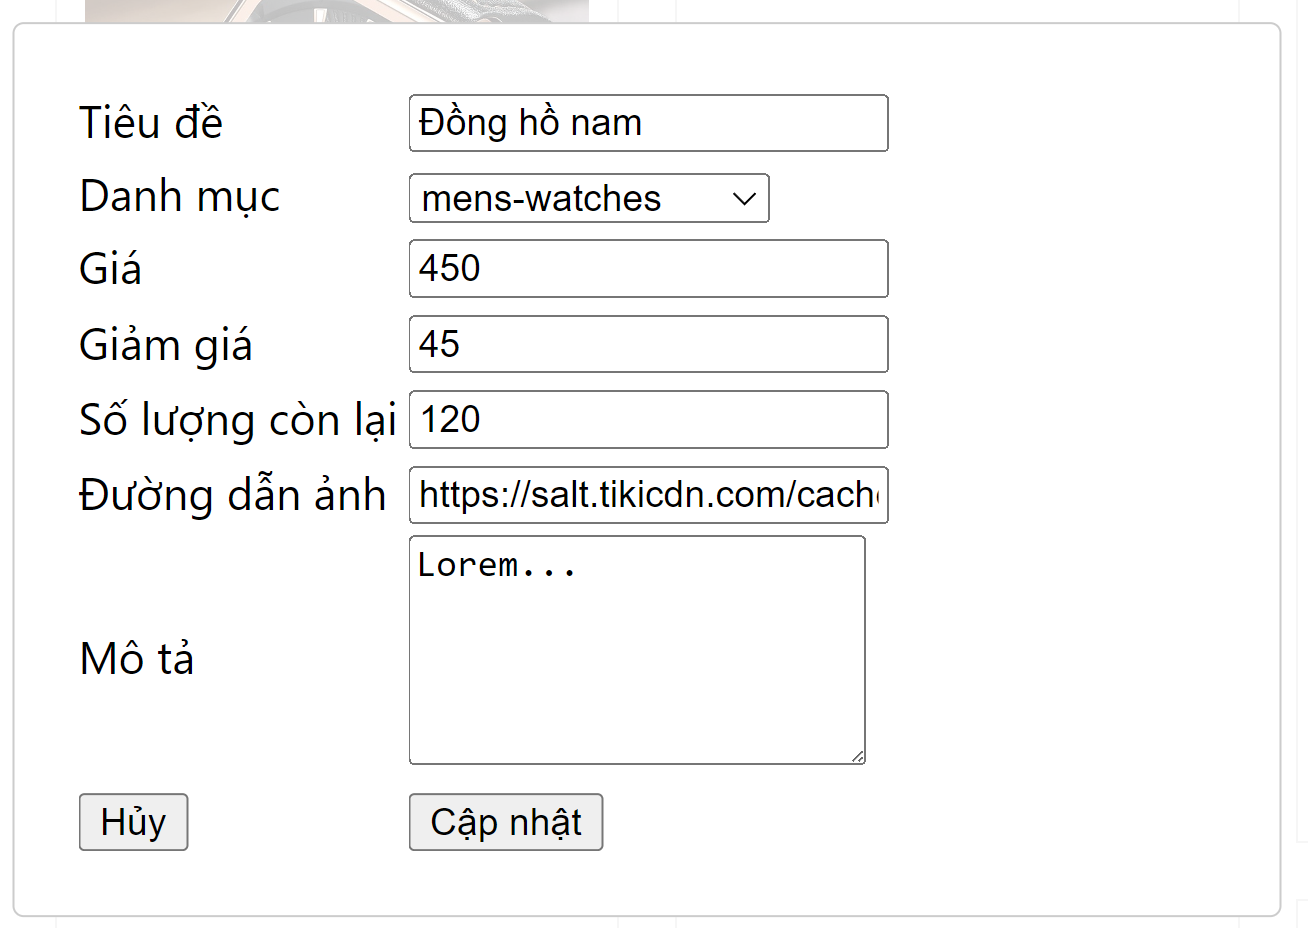 Tiêu đề Đồng hồ nam
Danh mục mens-watches
Giá 450
Giảm giá 45
Số lượng còn lại 120
Đường dẫn ảnh https://salt.tikicdn.com/cach
Lorem...
Mô tả
Hủy Cập nhật